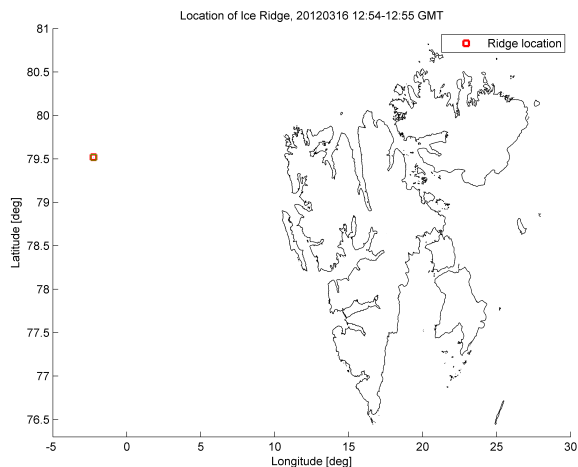 Location of Ice Ridge, 20120316 12:54-12:55 GMT
Ridge location
81
80.5
80
79.5
79
78.5
78
77.5
77
76.5
Latitude [deg]
-5 0 5 10 15 20 25 30
Longitude [deg]